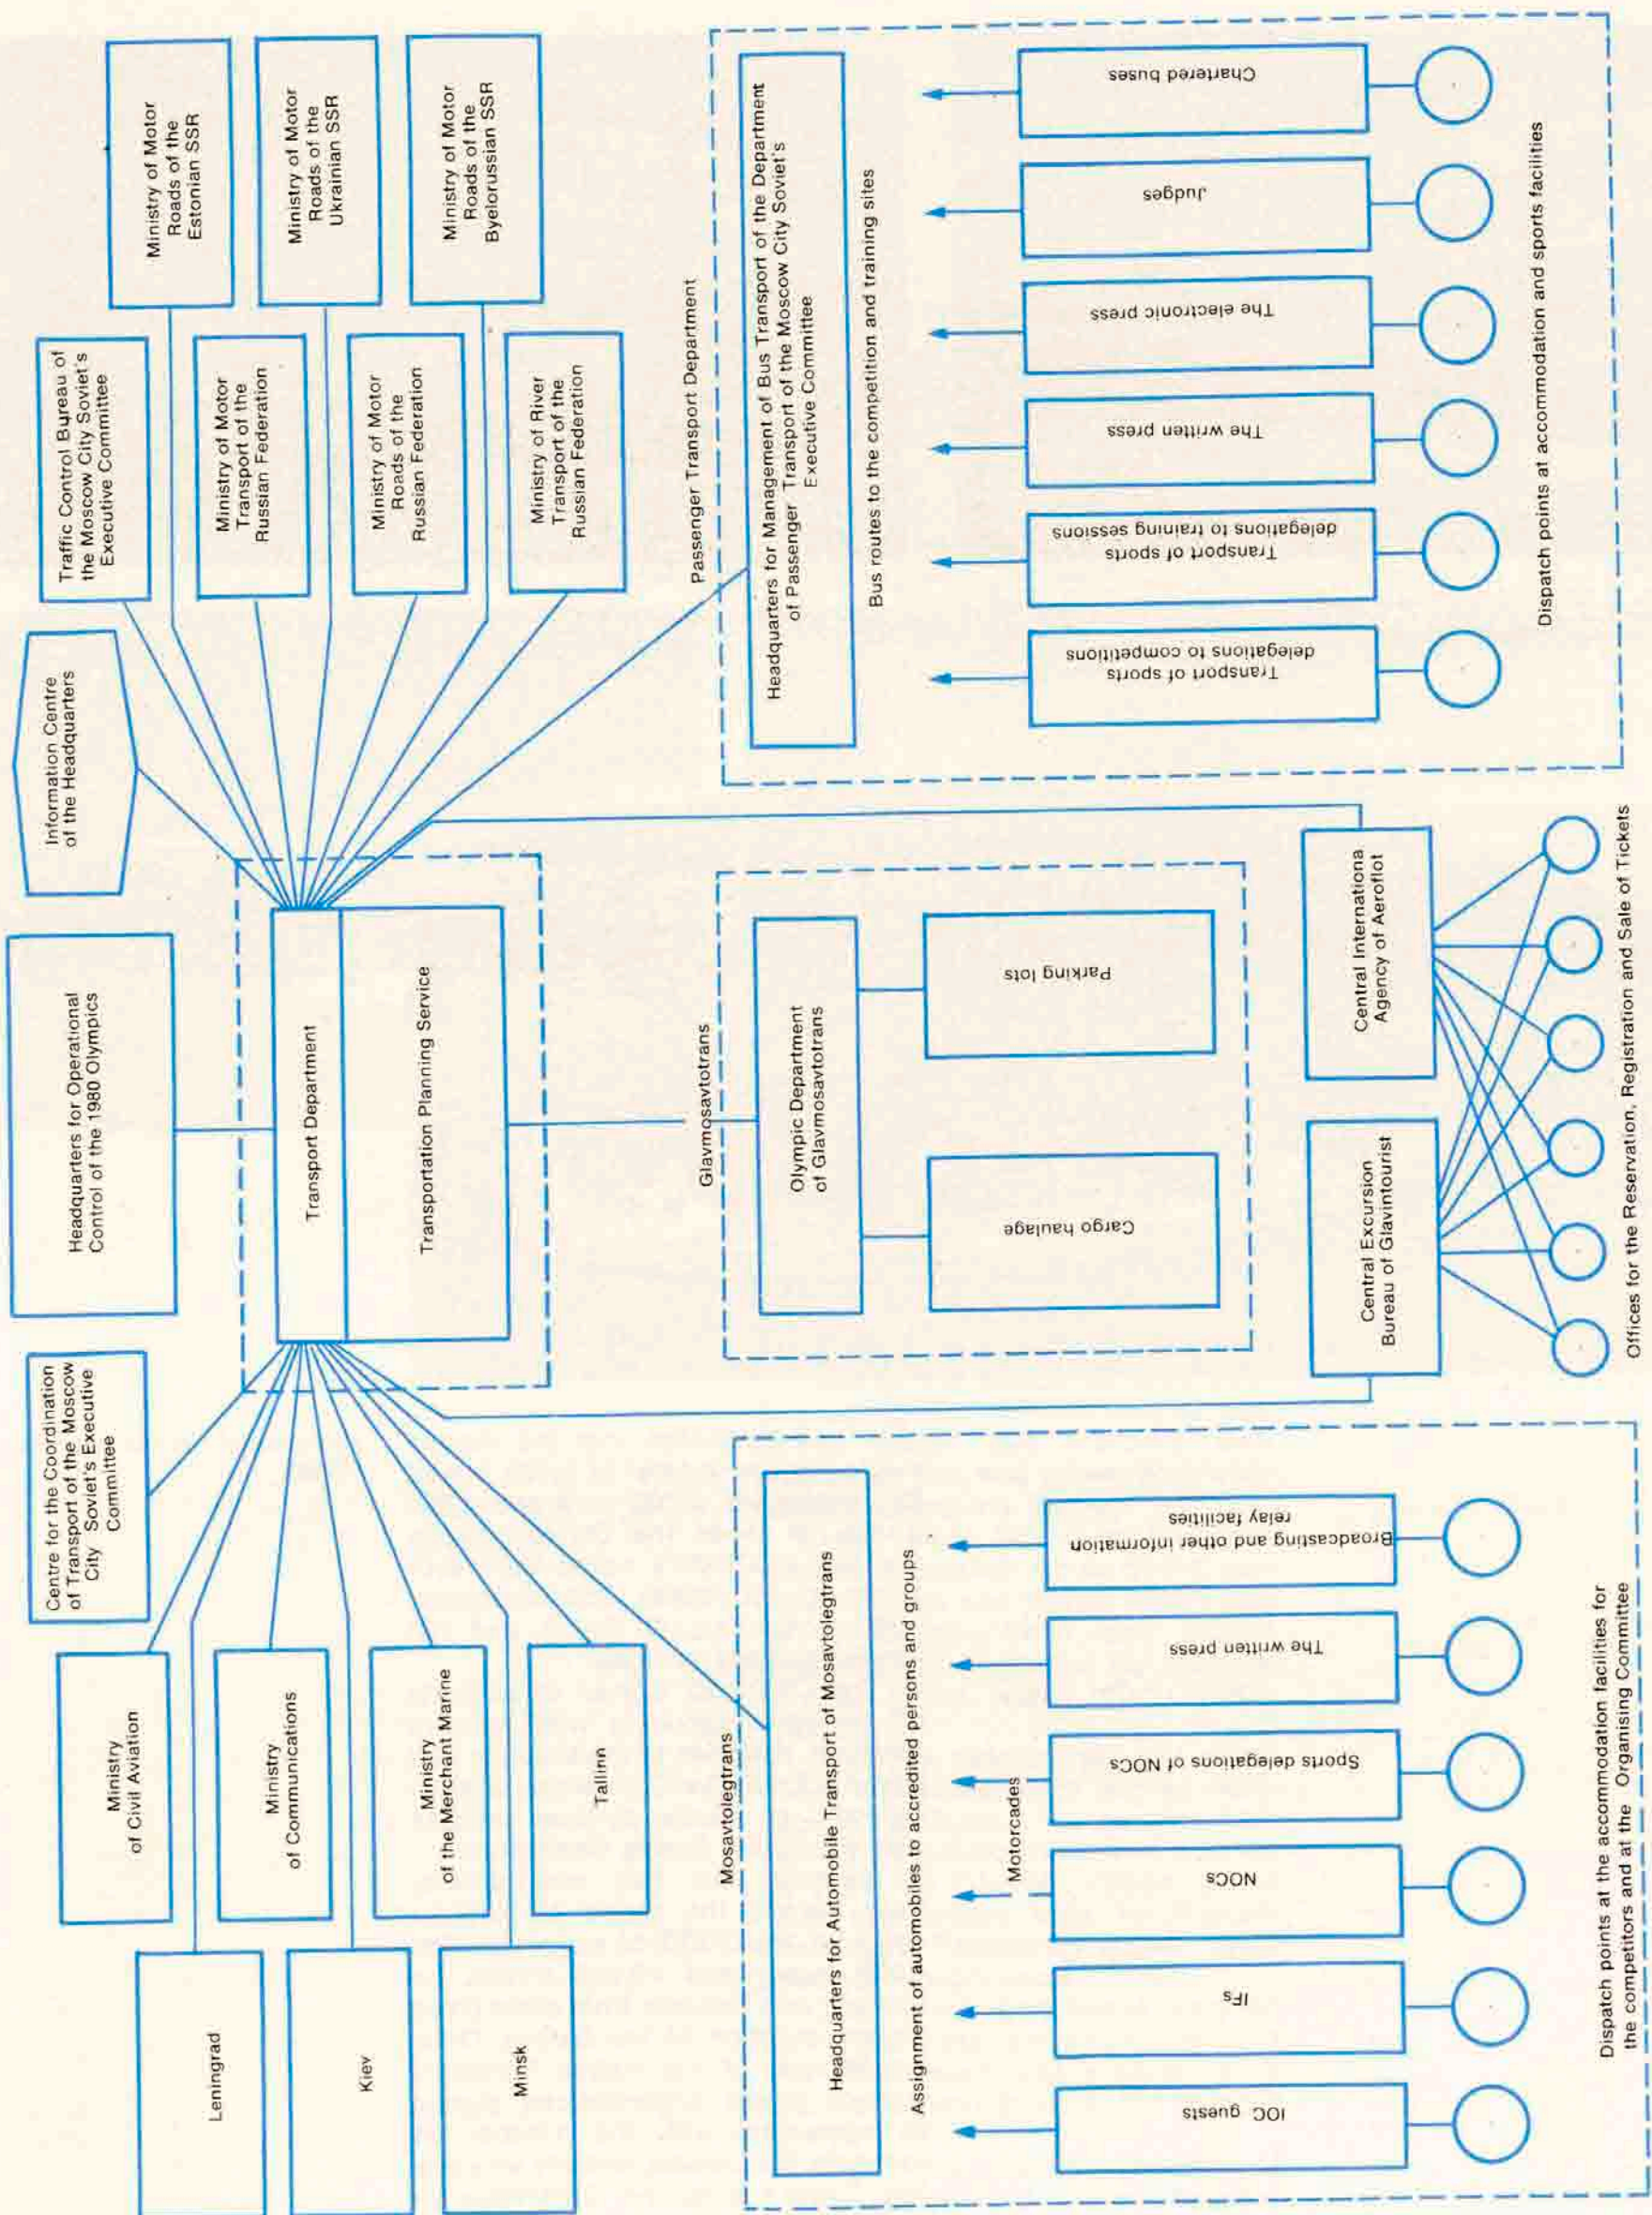 Headquarters for Operational
Control of the 1980 Olympics
Centre for the Coordination
of Transport of the Moscow
City Soviet's Executive
Committee
Information Centre
of the Headquarters
Transport Department
Transportation Planning Service
Ministry
of Civil Aviation
Leningrad
Ministry
of Communications
Kiev
Ministry
of the Merchant Marine
Minsk
Tallinn
Traffic Control Bureau of
the Moscow City Soviet's
Executive Committee
Ministry of Motor
Roads of the
Estonian SSR
Ministry of Motor
Transport of the
Russian Federation
Ministry of Motor
Roads of the
Ukrainian SSR
Ministry of Motor
Roads of the
Russian Federation
Ministry of Motor
Roads of the
Byelorussian SSR
Ministry of River
Transport of the
Russian Federation
Mosavtolegtrans
Headquarters for Automobile Transport of Mosavtolegtrans
Assignment of automobiles to accredited persons and groups
Motorcades
IOC guests
IFs
NOCs
Sports delegations of NOCs
The written press
Broadcasting and other information
relay facilities
Dispatch points at the accommodation facilities for
the competitors and at the Organising Committee
Glavmosavtotrans
Olympic Department
of Glavmosavtotrans
Cargo haulage
Parking lots
Central Excursion
Bureau of Glavintourist
Central Internationa
Agency of Aeroflot
Offices for the Reservation, Registration and Sale of Tickets
Passenger Transport Department
Headquarters for Management of Bus Transport of the Department
of Passenger Transport of the Moscow City Soviet's
Executive Committee
Bus routes to the competition and training sites
Transport of sports
delegations to competitions
Transport of sports
delegations to training sessions
The written press
The electronic press
Judges
Chartered buses
Dispatch points at accommodation and sports facilities